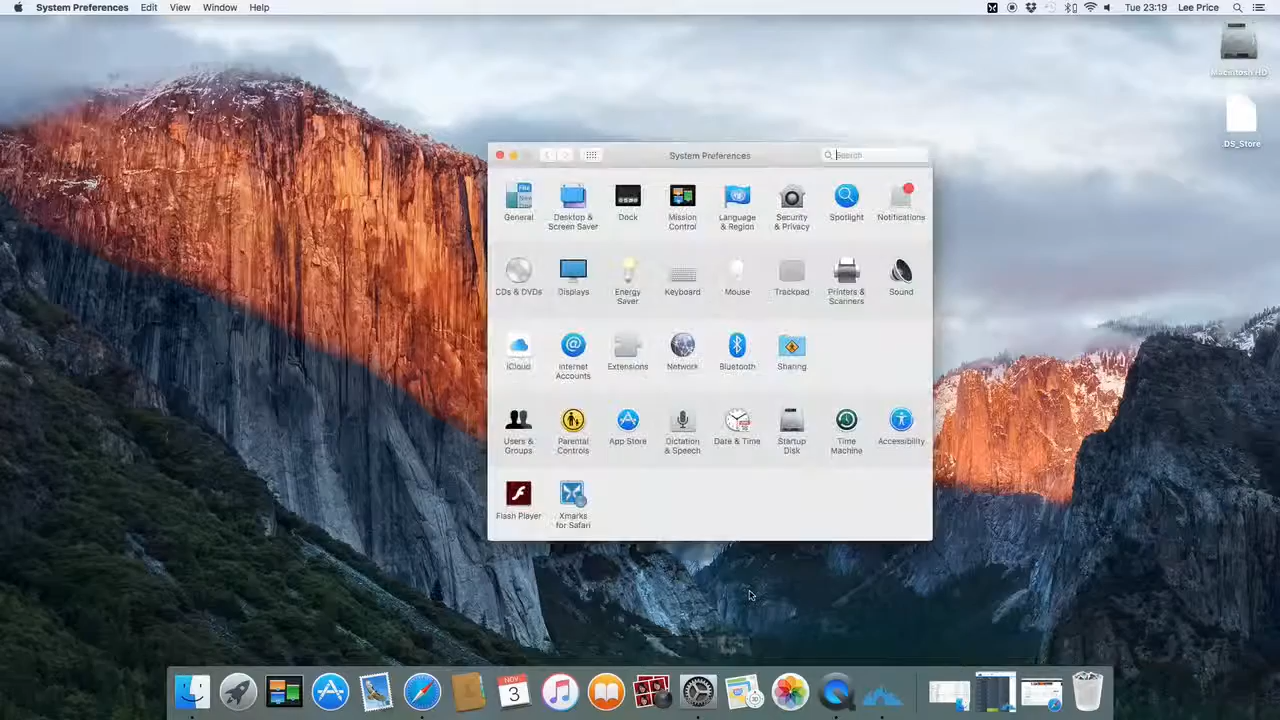 System Preferences Edit View Window Help
Tue 23:19 Lee Price
Macintosh HD
DS_Store
System Preferences
Search
General
Desktop &
Screen Saver
Dock
Mission
Control
Language
& Region
Security
& Privacy
Spotlight
Notifications
CDs & DVDs
Displays
Energy
Saver
Keyboard
Mouse
Trackpad
Printers &
Scanners
Sound
iCloud
Internet
Accounts
Extensions
Network
Bluetooth
Sharing
Users &
Groups
Parental
Controls
App Store
Dictation
& Speech
Date & Time
Startup
Disk
Time
Machine
Accessibility
Flash Player
Xmarks
for Safari
NOV
3